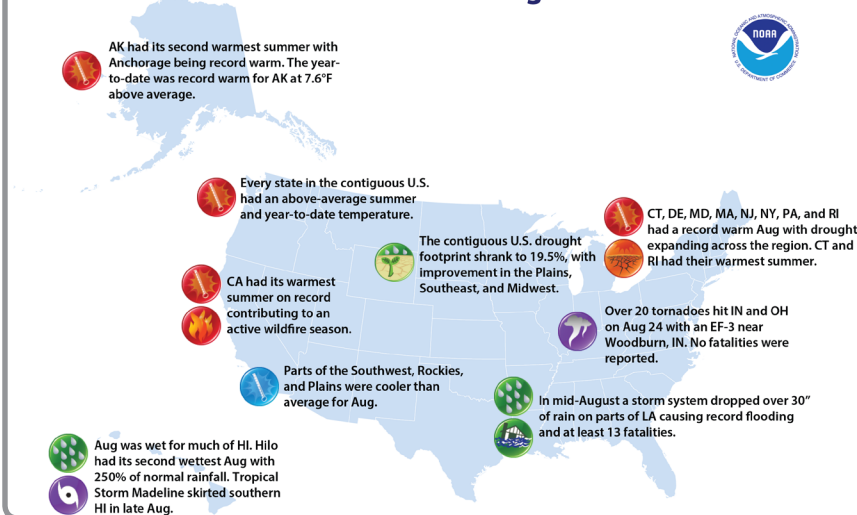 AK had its second warmest summer with
Anchorage being record warm. The year-
to-date was record warm for AK at 7.6°F
above average.
NATIONAL OCEANIC AND ATMOSPHERIC ADMINISTRATION
NOAA
U.S. DEPARTMENT OF COMMERCE
Every state in the contiguous U.S.
had an above-average summer
and year-to-date temperature.
CT, DE, MD, MA, NJ, NY, PA, and RI
had a record warm Aug with drought
expanding across the region. CT and
RI had their warmest summer.
The contiguous U.S. drought
footprint shrank to 19.5%, with
improvement in the Plains,
Southeast, and Midwest.
CA had its warmest
summer on record
contributing to an
active wildfire season.
Over 20 tornadoes hit IN and OH
on Aug 24 with an EF-3 near
Woodburn, IN. No fatalities were
reported.
Parts of the Southwest, Rockies,
and Plains were cooler than
average for Aug.
In mid-August a storm system dropped over 30”
of rain on parts of LA causing record flooding
and at least 13 fatalities.
Aug was wet for much of HI. Hilo
had its second wettest Aug with
250% of normal rainfall. Tropical
Storm Madeline skirted southern
HI in late Aug.